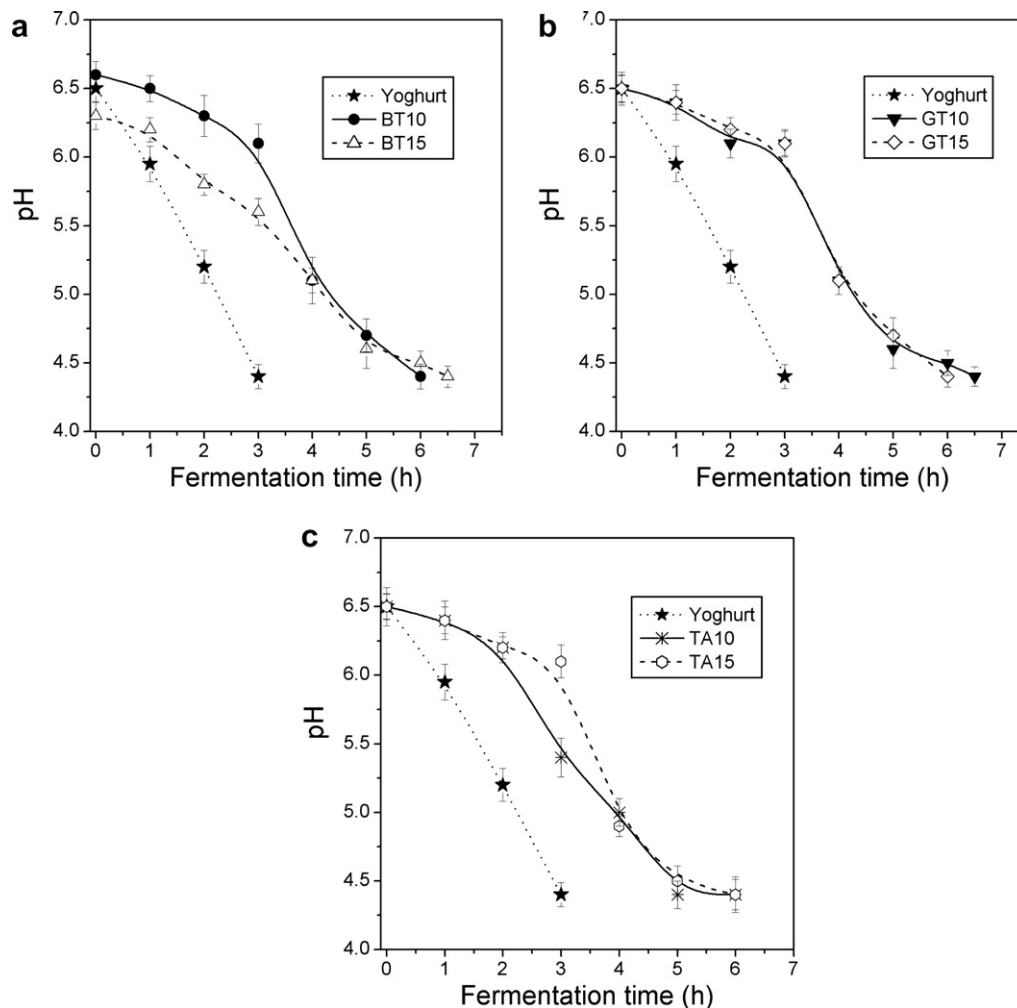 a
7.0
6.5
6.0
5.5
5.0
4.5
4.0
pH
0 1 2 3 4 5 6 7
Fermentation time (h)
Yoghurt
BT10
BT15
b
7.0
6.5
6.0
5.5
5.0
4.5
4.0
pH
0 1 2 3 4 5 6 7
Fermentation time (h)
Yoghurt
GT10
GT15
c
7.0
6.5
6.0
5.5
5.0
4.5
4.0
pH
0 1 2 3 4 5 6 7
Fermentation time (h)
Yoghurt
TA10
TA15